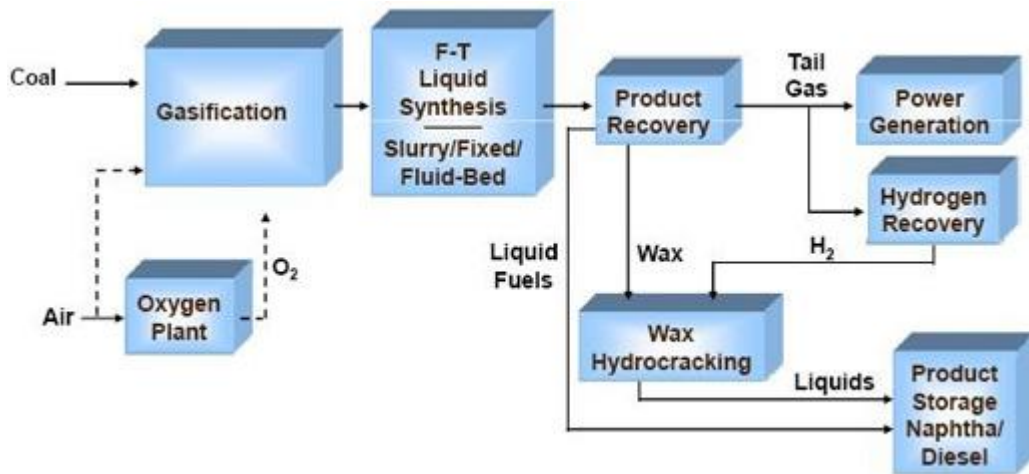 Coal
Gasification
F-T
Liquid
Synthesis
Slurry/Fixed/
Fluid-Bed
Product
Recovery
Tail
Gas
Power
Generation
Hydrogen
Recovery
H₂
Liquid
Fuels
Wax
Air
Oxygen
Plant
O₂
Wax
Hydrocracking
Liquids
Product
Storage
Naphtha/
Diesel